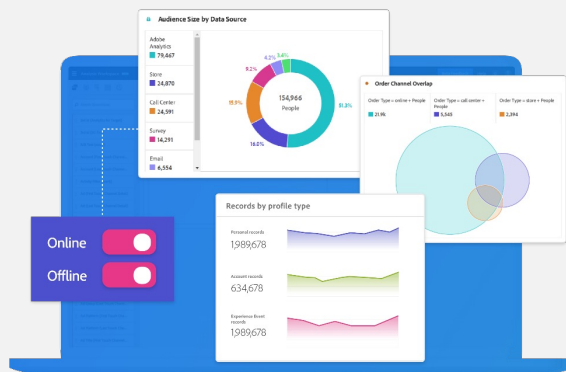 Audience Size by Data Source
Adobe
Analytics
79,467
Store
24,870
Call Center
24,591
Survey
14,291
Email
6,554
4.2%
3.6%
9.2%
15.9%
16.0%
51.3%
154,966
People
Order Channel Overlap
Order Type = online + People
21.9k
Order Type = call center +
People
5,545
Order Type = store + People
2,394
Online
Offline
Records by profile type
Personal records
1,989,678
Account records
634,678
Experience Event
records
1,989,678